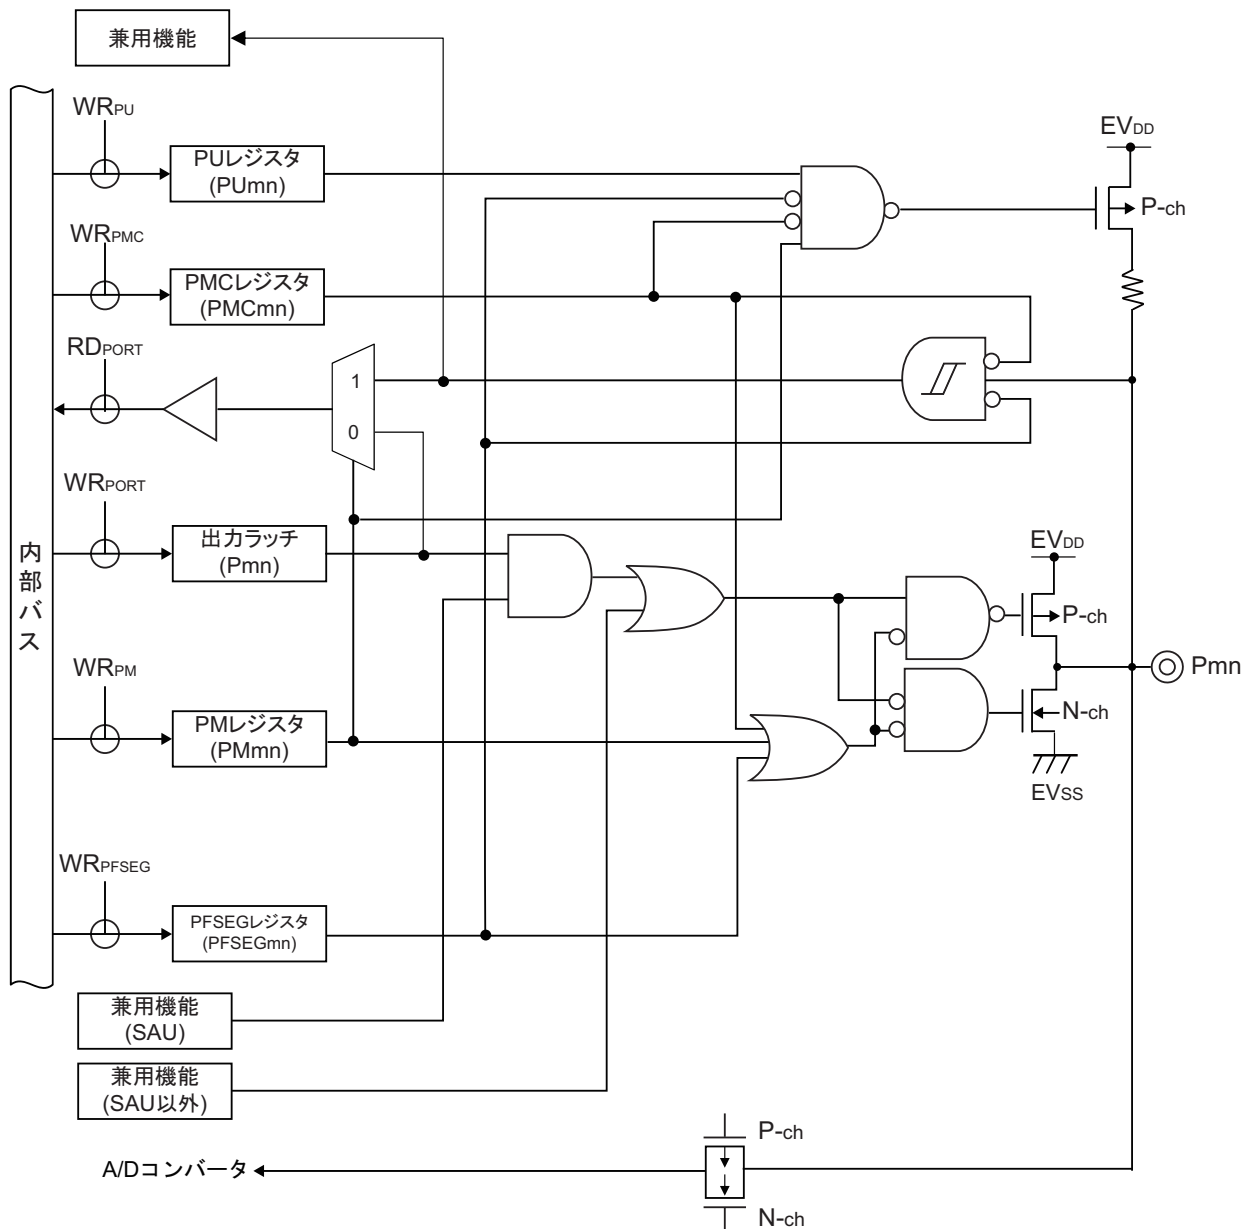 兼用機能
WRPU
PUレジスタ
(PUmn)
EVDD
P-ch
WRPMC
PMCレジスタ
(PMCmn)
RDPORT
1
0
WRPORT
出力ラッチ
(Pmn)
内部バス
EVDD
P-ch
Pmn
N-ch
EVSS
WRPM
PMレジスタ
(PMmn)
WRPFSEG
PFSEGレジスタ
(PFSEGmn)
兼用機能
(SAU)
兼用機能
(SAU以外)
P-ch
A/Dコンバータ
N-ch